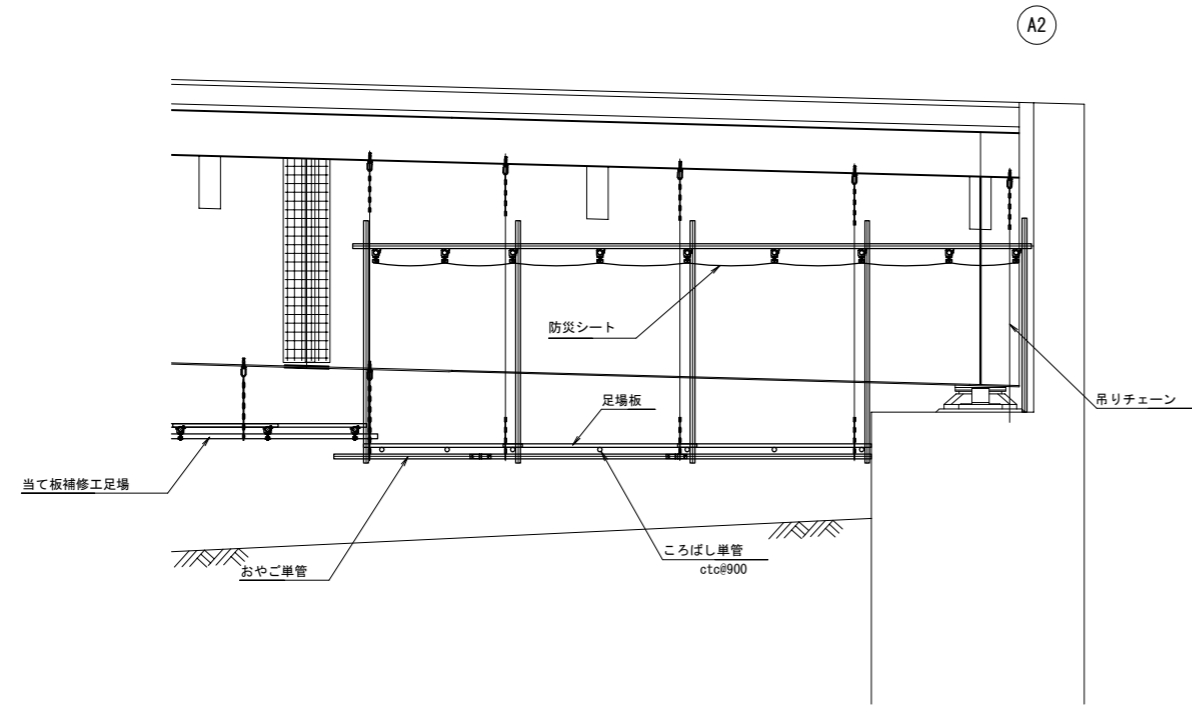 A2
防災シート
足場板
吊りチェーン
当て板補修工足場
ころばし単管
ctc@900
おやご単管